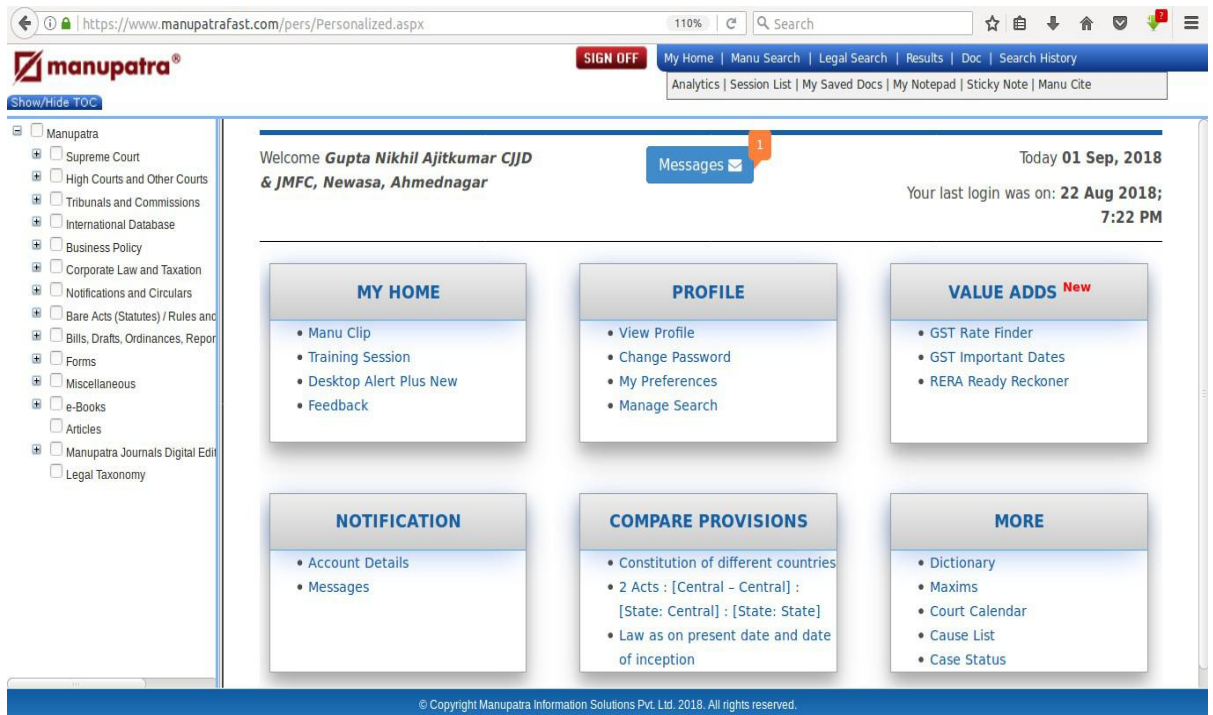 https://www.manupatrafast.com/pers/Personalized.aspx
110%
Search
?
manupatra®
SIGN OFF
My Home | Manu Search | Legal Search | Results | Doc | Search History
Analytics | Session List | My Saved Docs | My Notepad | Sticky Note | Manu Cite
Show/Hide TOC
Manupatra
Supreme Court
High Courts and Other Courts
Tribunals and Commissions
International Database
Business Policy
Corporate Law and Taxation
Notifications and Circulars
Bare Acts (Statutes) / Rules and
Bills, Drafts, Ordinances, Repor
Forms
Miscellaneous
e-Books
Articles
Manupatra Journals Digital Edit
Legal Taxonomy
Welcome Gupta Nikhil Ajitkumar CJJD
& JMFC, Newasa, Ahmednagar
Messages
1
Today 01 Sep, 2018
Your last login was on: 22 Aug 2018;
7:22 PM
MY HOME
• Manu Clip
• Training Session
• Desktop Alert Plus New
• Feedback
PROFILE
• View Profile
• Change Password
• My Preferences
• Manage Search
VALUE ADDS New
• GST Rate Finder
• GST Important Dates
• RERA Ready Reckoner
NOTIFICATION
• Account Details
• Messages
COMPARE PROVISIONS
• Constitution of different countries
• 2 Acts : [Central – Central] :
[State: Central] : [State: State]
• Law as on present date and date
of inception
MORE
• Dictionary
• Maxims
• Court Calendar
• Cause List
• Case Status
© Copyright Manupatra Information Solutions Pvt. Ltd. 2018. All rights reserved.